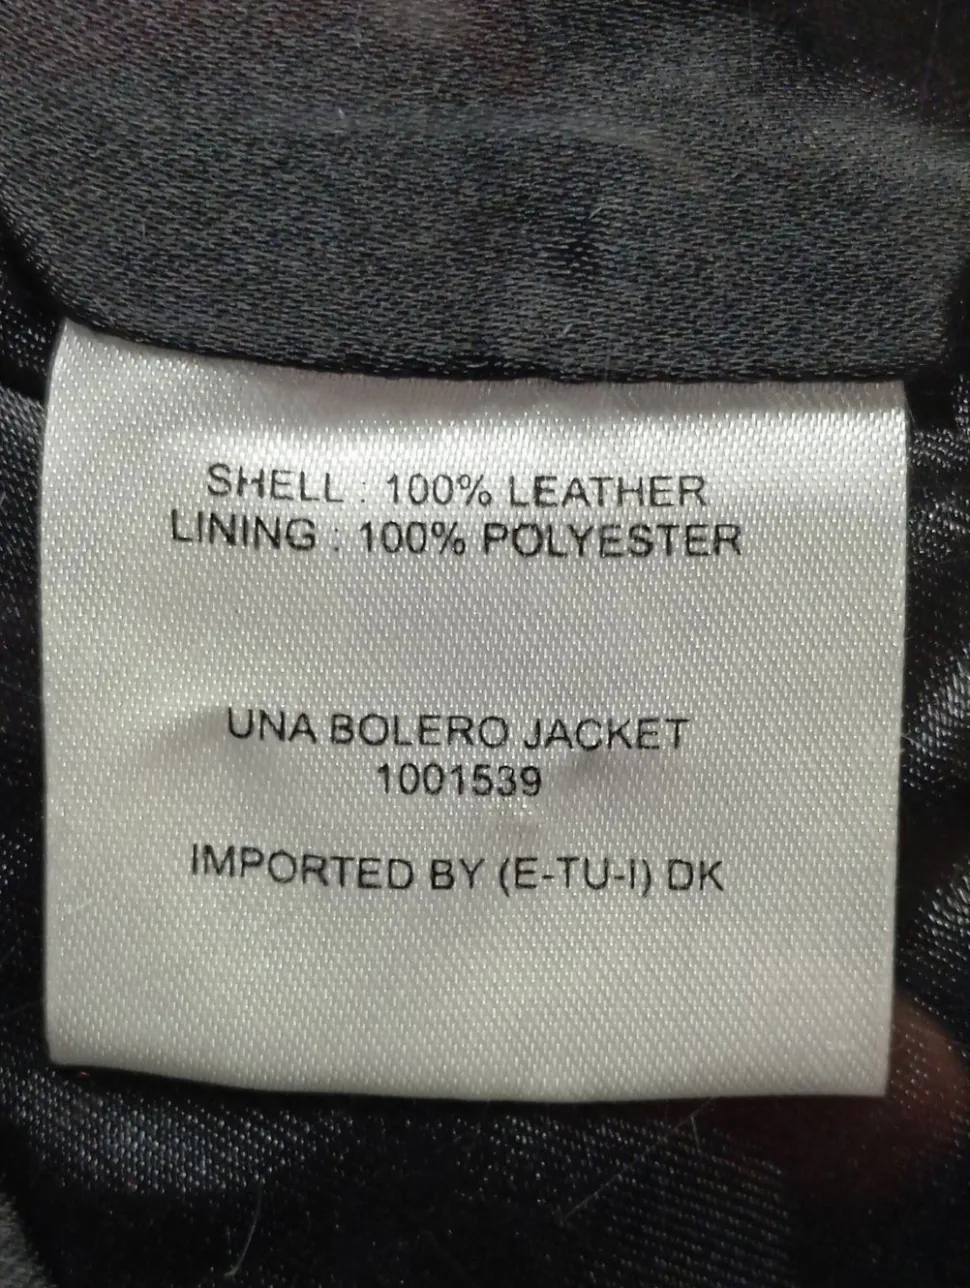 SHELL : 100% LEATHER
LINING : 100% POLYESTER
UNA BOLERO JACKET
1001539
IMPORTED BY (E-TU-I) DK